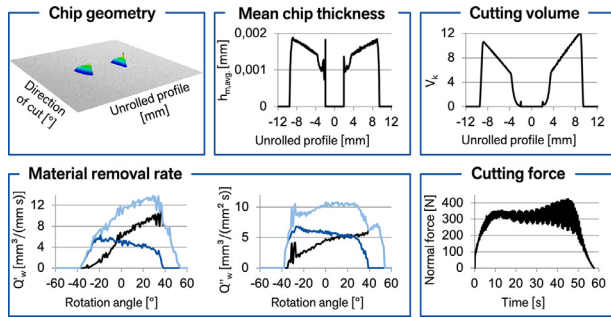 Chip geometry
Direction of cut [°]
Unrolled profile [mm]
Mean chip thickness
h_m,avg. [mm]
0,002
0,001
0
-12 -8 -4 0 4 8 12
Unrolled profile [mm]
Cutting volume
V_k
12
8
4
0
-12 -8 -4 0 4 8 12
Unrolled profile [mm]
Material removal rate
Q'_w [mm³/(mm s)]
12
8
4
0
-60 -40 -20 0 20 40 60
Rotation angle [°]
Q''_w [mm³/(mm² s)]
12
8
4
0
-60 -40 -20 0 20 40 60
Rotation angle [°]
Cutting force
Normal force [N]
400
300
200
100
0
0 10 20 30 40 50 60
Time [s]